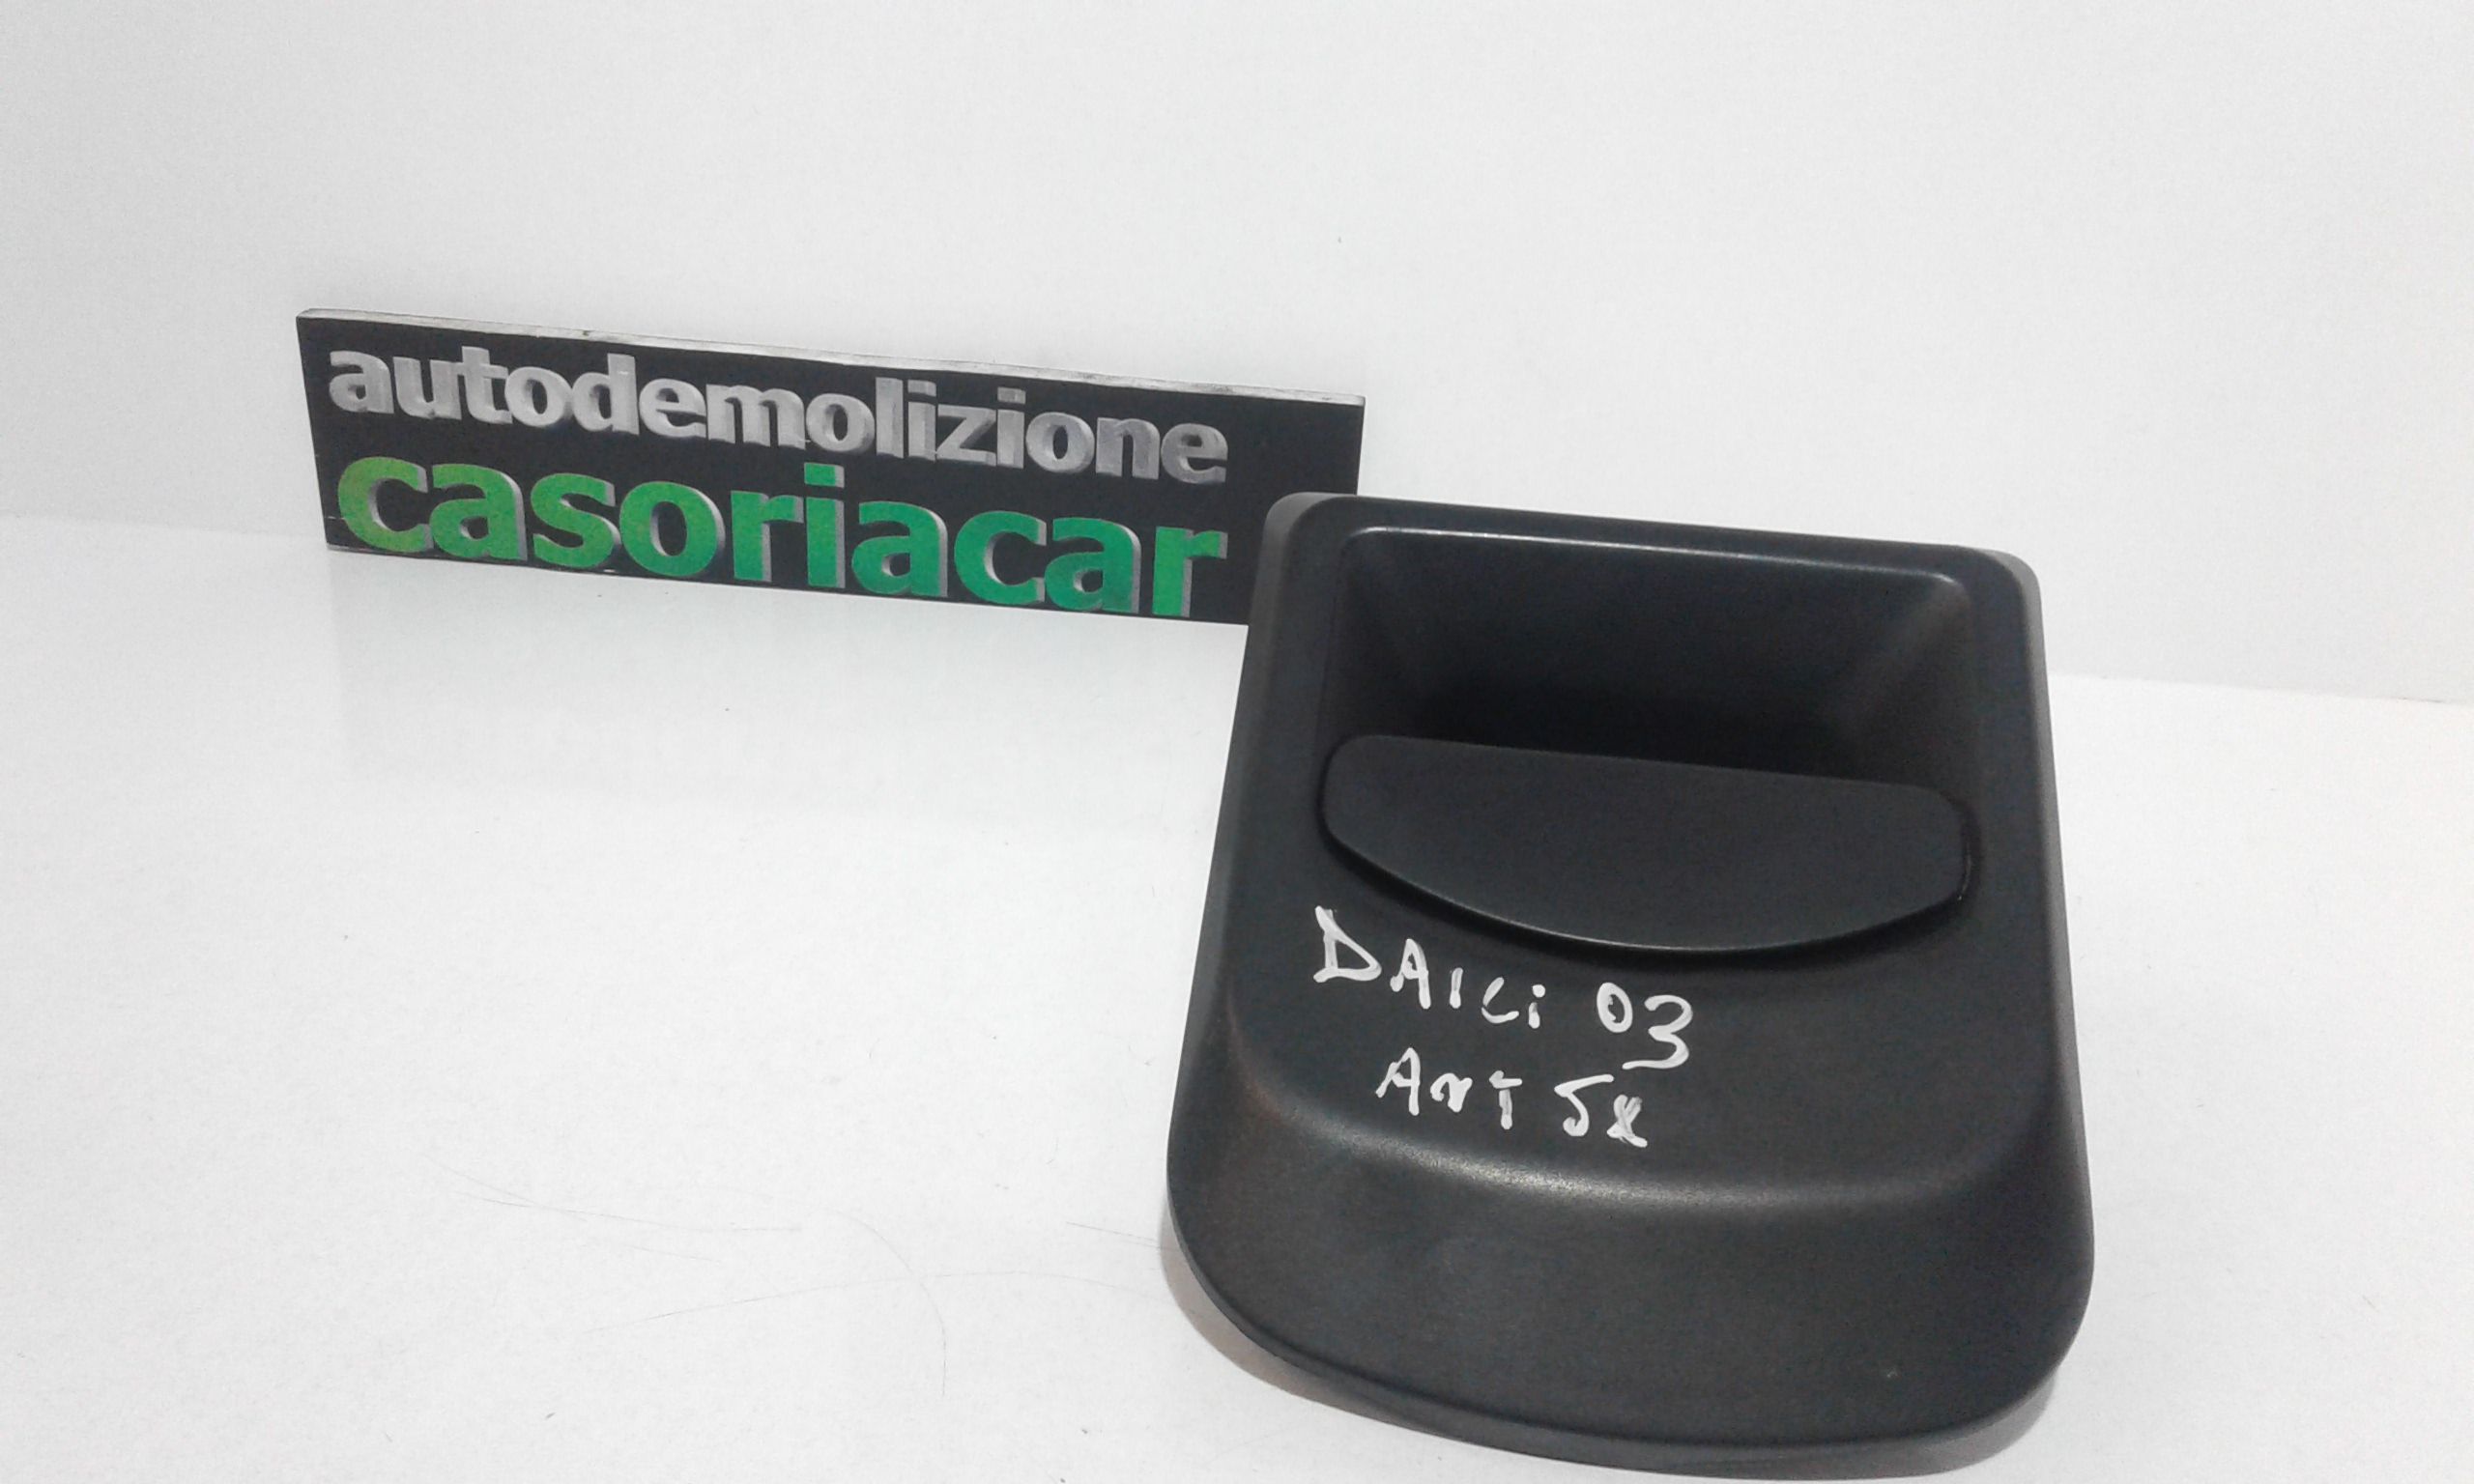 autodemolizione
casoriacar
DAILi 03
Ant Sx